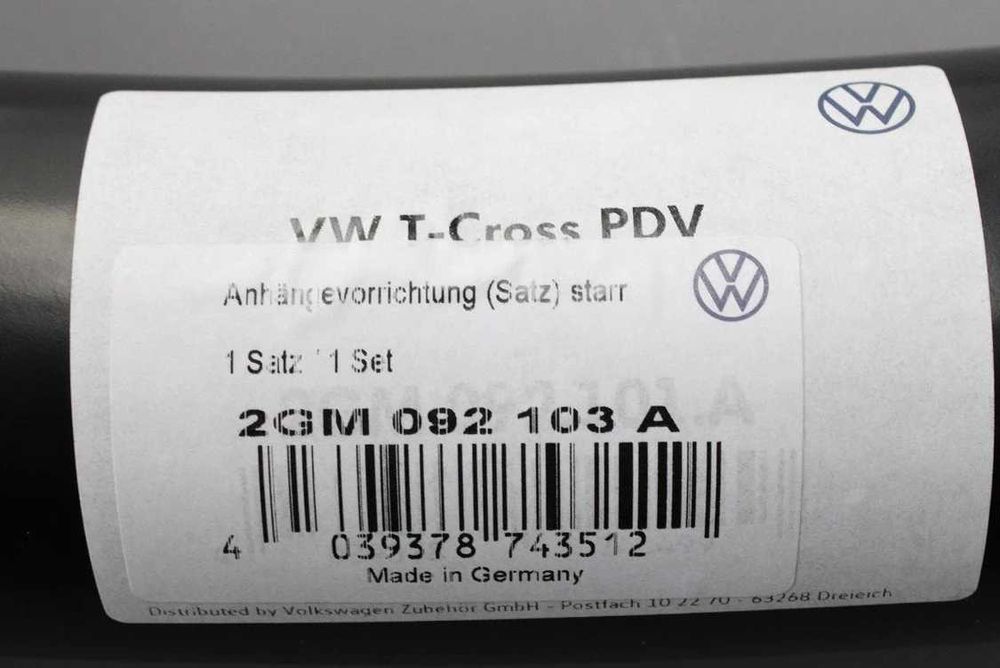 VW T-Cross PDV
Anhängevorrichtung (Satz) starr
1 Satz 1 Set
2GM 092 103 A
4 039378 743512
Made in Germany
Distributed by Volkswagen Zubehör GmbH - Postfach 10 22 70 - 63268 Dreieich